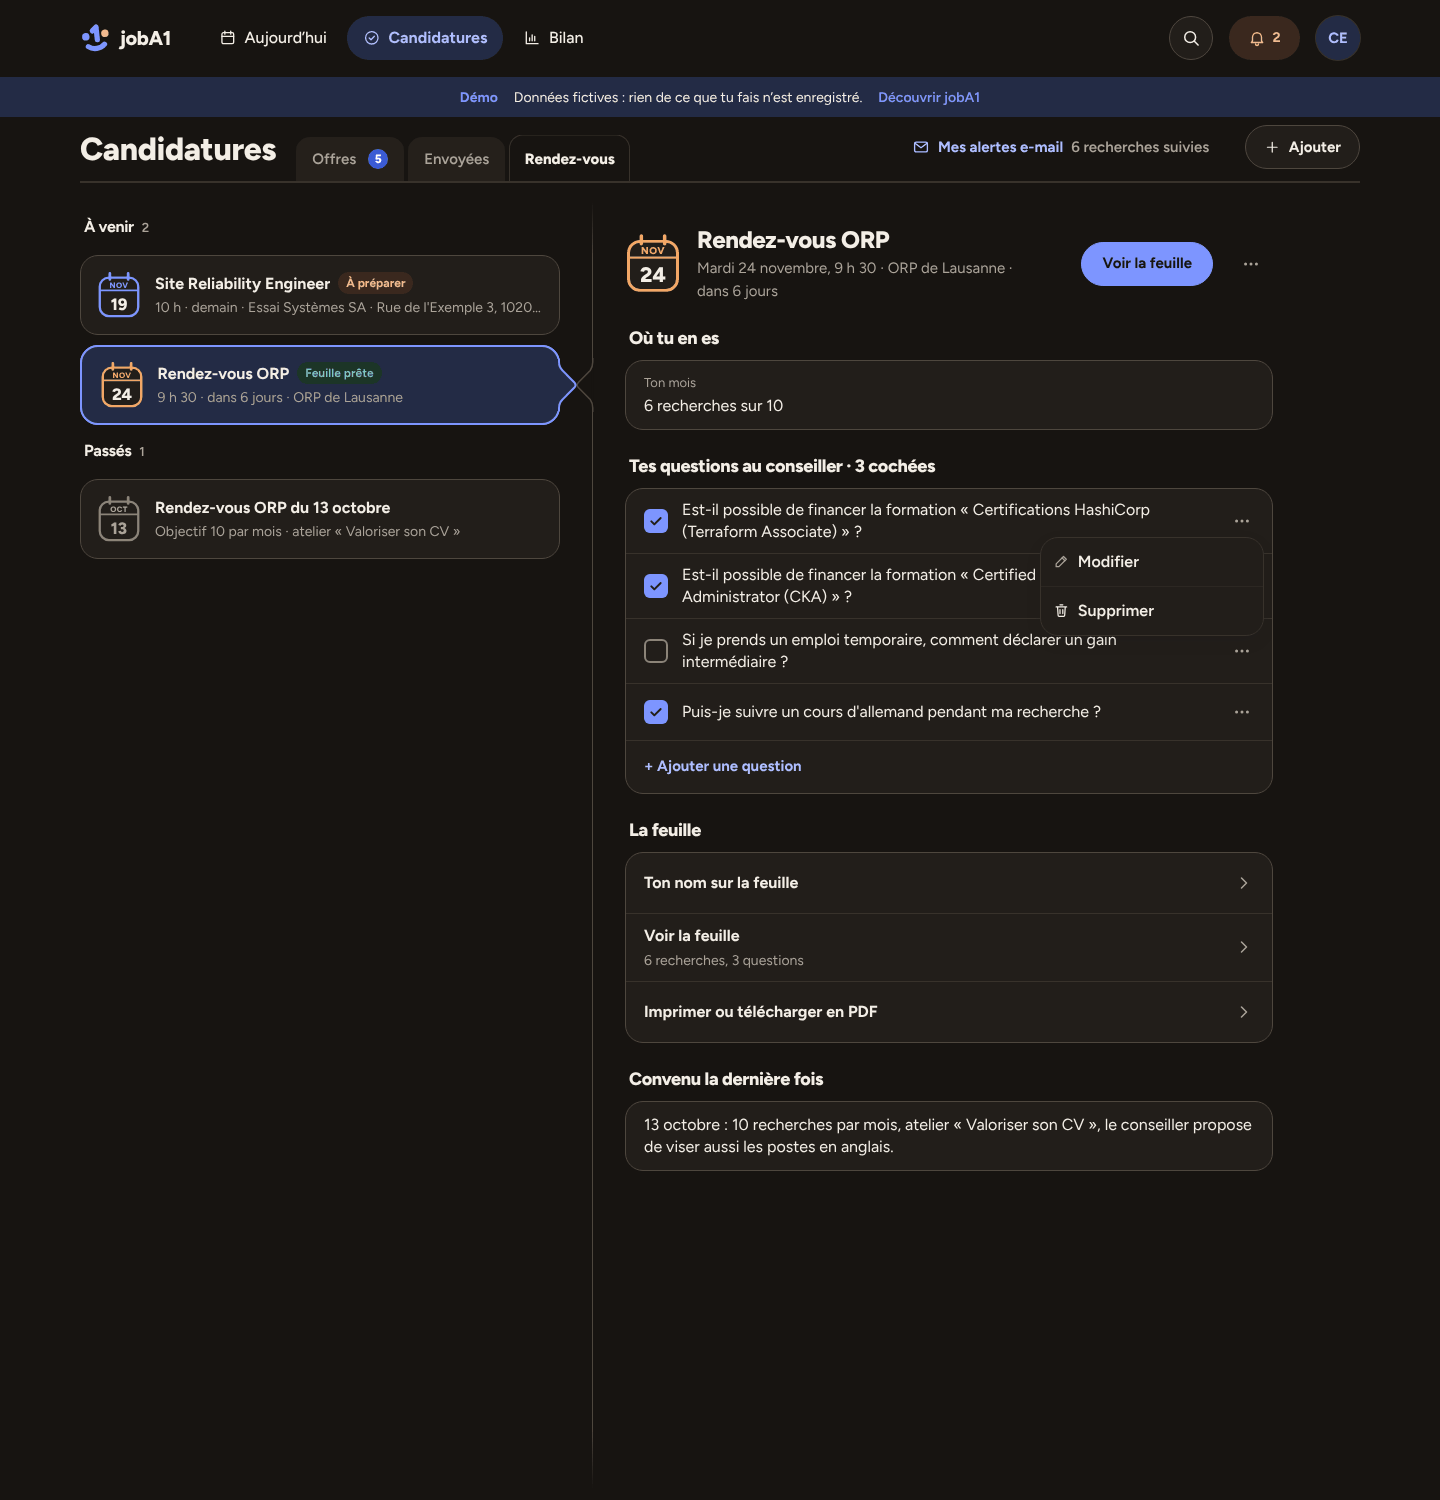 jobA1
Aujourd’hui
Candidatures
Bilan
2
CE
Démo Données fictives : rien de ce que tu fais n’est enregistré. Découvrir jobA1
Candidatures
Offres 5
Envoyées
Rendez-vous
Mes alertes e-mail 6 recherches suivies
Ajouter
À venir 2
NOV
19
Site Reliability Engineer À préparer
10 h · demain · Essai Systèmes SA · Rue de l'Exemple 3, 1020…
NOV
24
Rendez-vous ORP Feuille prête
9 h 30 · dans 6 jours · ORP de Lausanne
Passés 1
OCT
13
Rendez-vous ORP du 13 octobre
Objectif 10 par mois · atelier « Valoriser son CV »
NOV
24
Rendez-vous ORP
Mardi 24 novembre, 9 h 30 · ORP de Lausanne ·
dans 6 jours
Voir la feuille
Où tu en es
Ton mois
6 recherches sur 10
Tes questions au conseiller · 3 cochées
Est-il possible de financer la formation « Certifications HashiCorp
(Terraform Associate) » ?
Est-il possible de financer la formation « Certified
Administrator (CKA) » ?
Modifier
Supprimer
Si je prends un emploi temporaire, comment déclarer un gain
intermédiaire ?
Puis-je suivre un cours d'allemand pendant ma recherche ?
+ Ajouter une question
La feuille
Ton nom sur la feuille
Voir la feuille
6 recherches, 3 questions
Imprimer ou télécharger en PDF
Convenu la dernière fois
13 octobre : 10 recherches par mois, atelier « Valoriser son CV », le conseiller propose
de viser aussi les postes en anglais.